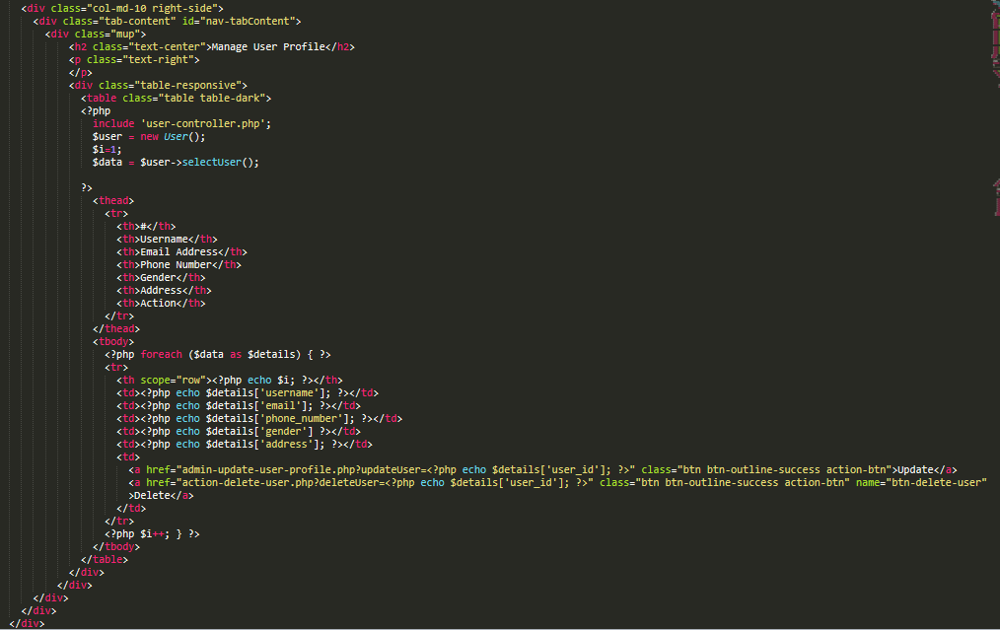 <div class="col-md-10 right-side">
<div class="tab-content" id="nav-tabContent">
<div class="mup">
<h2 class="text-center">Manage User Profile</h2>
<p class="text-right">
</p>
<div class="table-responsive">
<table class="table table-dark">
<?php
include 'user-controller.php';
$user = new User();
$i=1;
$data = $user->selectUser();
?>
<thead>
<tr>
<th>#</th>
<th>Username</th>
<th>Email Address</th>
<th>Phone Number</th>
<th>Gender</th>
<th>Address</th>
<th>Action</th>
</tr>
</thead>
<tbody>
<?php foreach ($data as $details) { ?>
<tr>
<th scope="row"><?php echo $i; ?></th>
<td><?php echo $details['username']; ?></td>
<td><?php echo $details['email']; ?></td>
<td><?php echo $details['phone_number']; ?></td>
<td><?php echo $details['gender'] ?></td>
<td><?php echo $details['address']; ?></td>
<td>
<a href="admin-update-user-profile.php?updateUser=<?php echo $details['user_id']; ?>" class="btn btn-outline-success action-btn">Update</a>
<a href="action-delete-user.php?deleteUser=<?php echo $details['user_id']; ?>" class="btn btn-outline-success action-btn" name="btn-delete-user"
>Delete</a>
</td>
</tr>
<?php $i++; } ?>
</tbody>
</table>
</div>
</div>
</div>
</div>
</div>